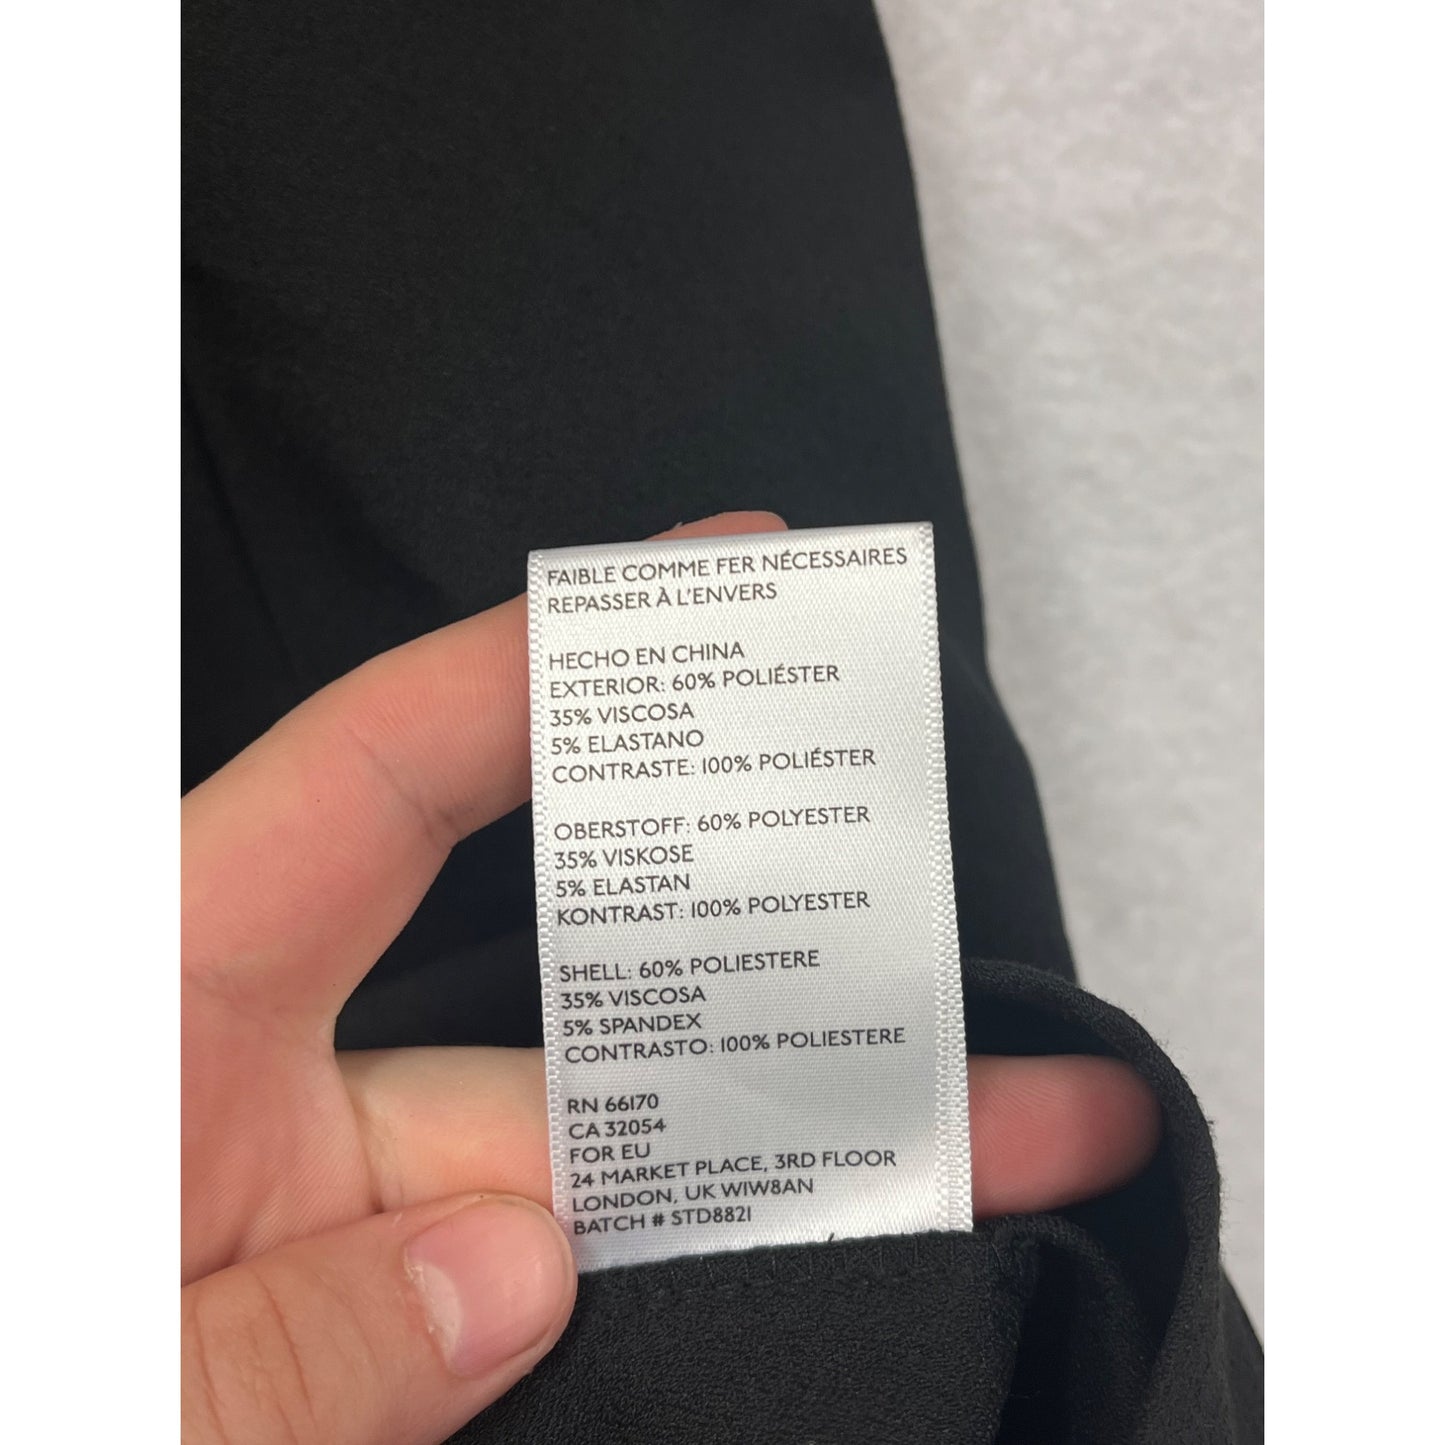 FAIBLE COMME FER NÉCESSAIRES
REPASSER À L'ENVERS
HECHO EN CHINA
EXTERIOR: 60% POLIÉSTER
35% VISCOSA
5% ELASTANO
CONTRASTE: 100% POLIÉSTER
OBERSTOFF: 60% POLYESTER
35% VISKOSE
5% ELASTAN
KONTRAST: 100% POLYESTER
SHELL: 60% POLIESTERE
35% VISCOSA
5% SPANDEX
CONTRASTO: 100% POLIESTERE
RN 66170
CA 32054
FOR EU
24 MARKET PLACE, 3RD FLOOR
LONDON, UK W1W8AN
BATCH # STD8821